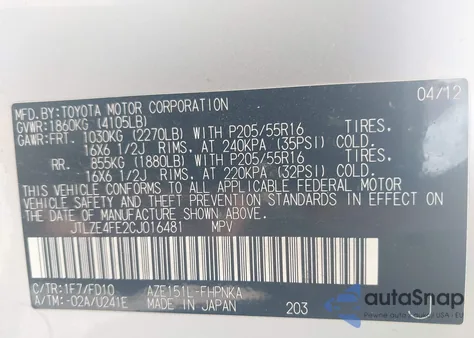 MFD.BY:TOYOTA MOTOR CORPORATION 04/12
GVWR:1860KG (4105LB)
GAWR:FRT. 1030KG (2270LB) WITH P205/55R16 TIRES.
16X6 1/2J RIMS. AT 240KPA (35PSI) COLD
RR. 855KG (1880LB) WITH P205/55R16 TIRES.
16X6 1/2J RIMS. AT 220KPA (32PSI) COLD
THIS VEHICLE CONFORMS TO ALL APPLICABLE FEDERAL MOTOR
VEHICLE SAFETY AND THEFT PREVENTION STANDARDS IN EFFECT
ON THE DATE OF MANUFACTURE SHOWN ABOVE.
JTLZE4FE2CJ016481 MPV
C/TR:1F7/FD10 AZE151L-FHPNKA
A/TM:-02A/U241E MADE IN JAPAN 203
autoSnap
Pewne auto prosto z USA